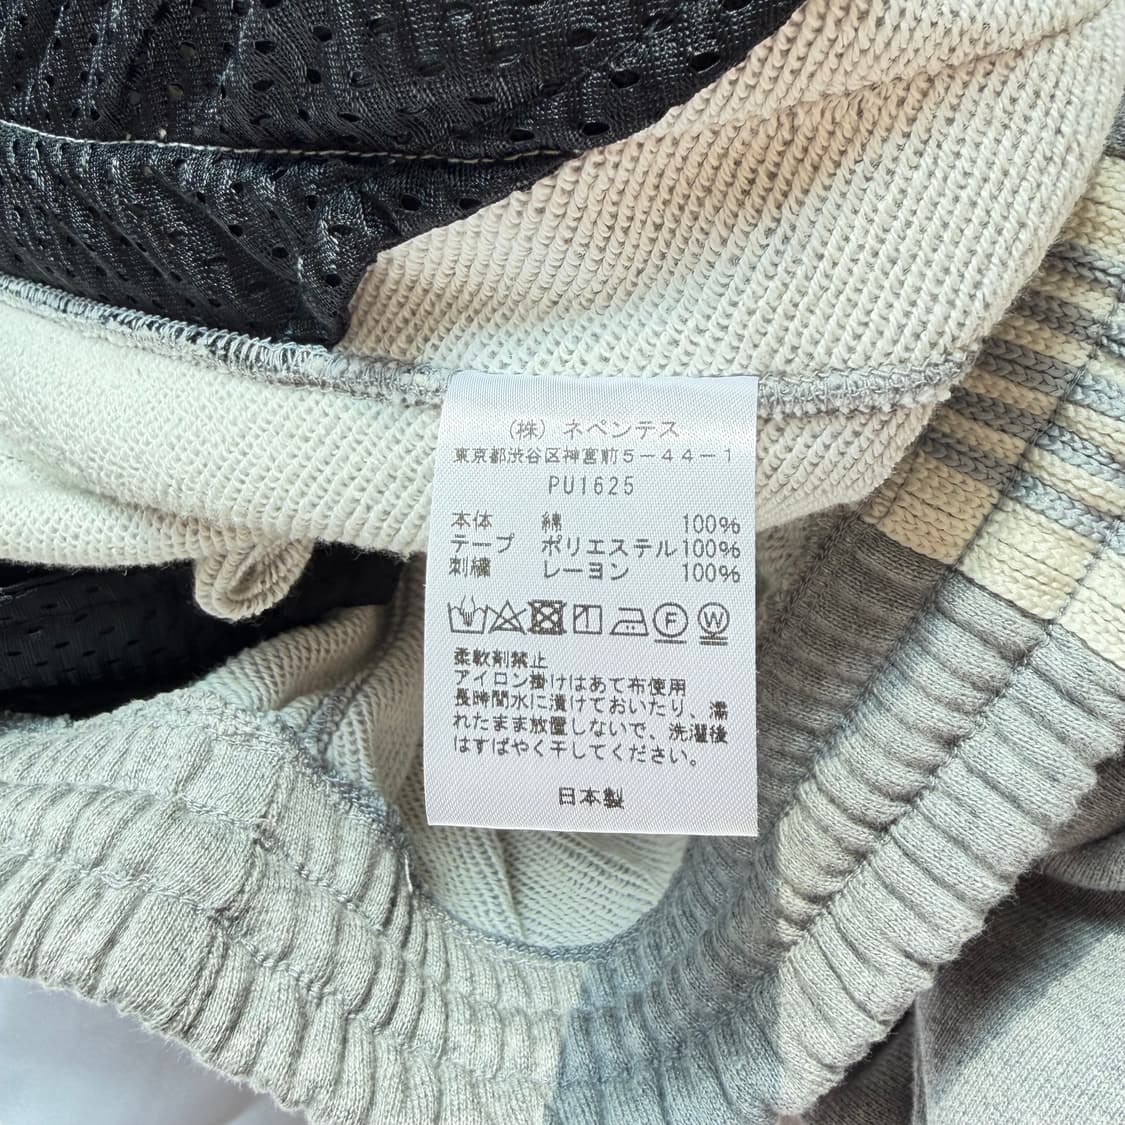 （株）ネペンテス
東京都渋谷区神宮前５－４４－１
PU1625
本体 綿 100%
テープ ポリエステル 100%
刺繍 レーヨン 100%
F W
柔軟剤禁止
アイロン掛けはあて布使用
長時間水に漬けておいたり、濡
れたまま放置しないで、洗濯後
はすばやく干してください。
日本製